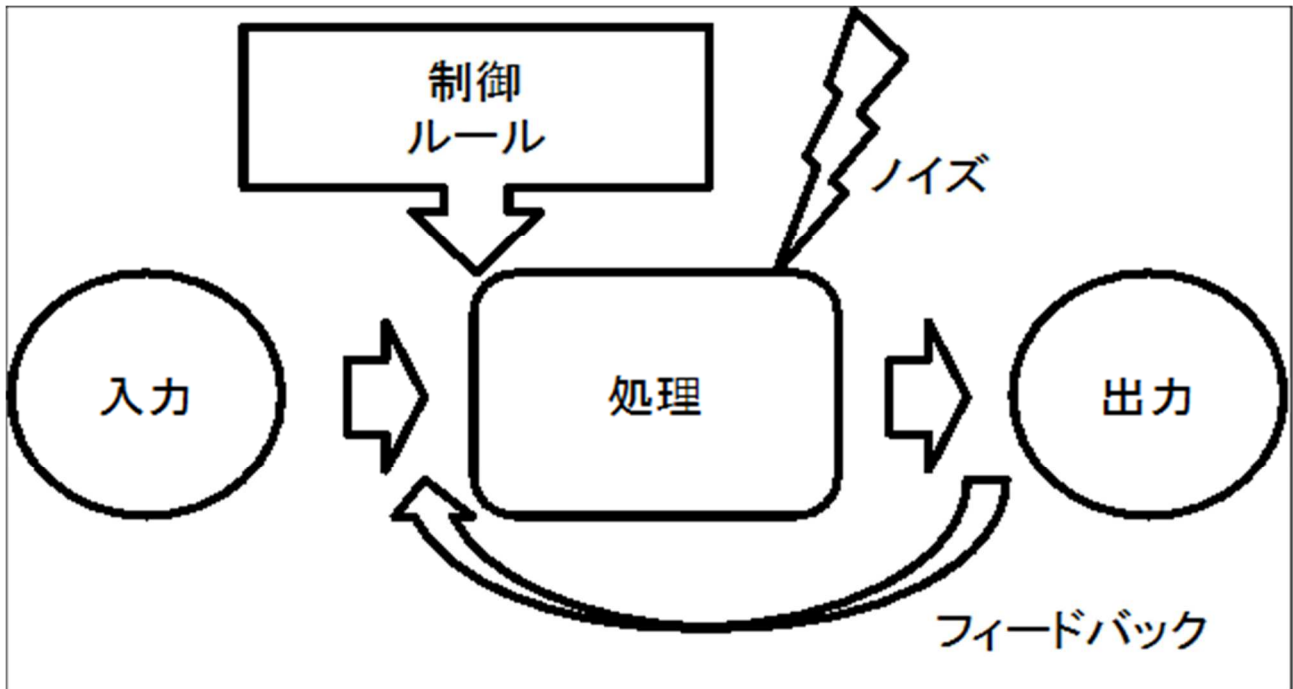 制御
ルール
ノイズ
入力
処理
出力
フィードバック